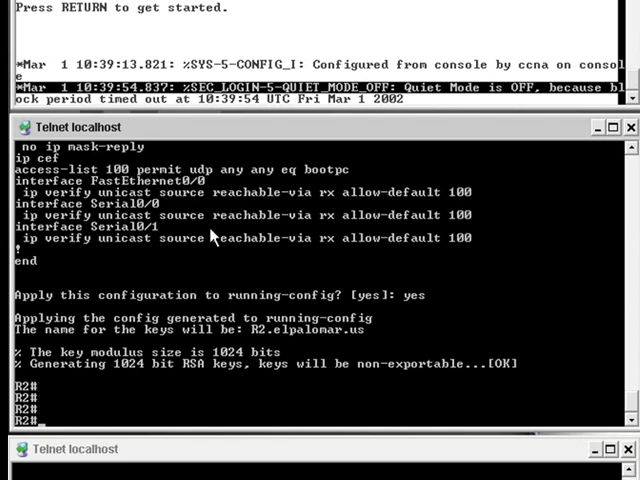 Press RETURN to get started.
*Mar  1 10:39:13.821: %SYS-5-CONFIG_I: Configured from console by ccna on consol
e
*Mar  1 10:39:54.837: %SEC_LOGIN-5-QUIET_MODE_OFF: Quiet Mode is OFF, because bl
ock period timed out at 10:39:54 UTC Fri Mar 1 2002
Telnet localhost
no ip mask-reply
ip cef
access-list 100 permit udp any any eq bootpc
interface FastEthernet0/0
ip verify unicast source reachable-via rx allow-default 100
interface Serial0/0
ip verify unicast source reachable-via rx allow-default 100
interface Serial0/1
ip verify unicast source reachable-via rx allow-default 100
!
end
Apply this configuration to running-config? [yes]: yes
Applying the config generated to running-config
The name for the keys will be: R2.elpalomar.us
% The key modulus size is 1024 bits
% Generating 1024 bit RSA keys, keys will be non-exportable...[OK]
R2#
R2#
R2#
R2#
Telnet localhost